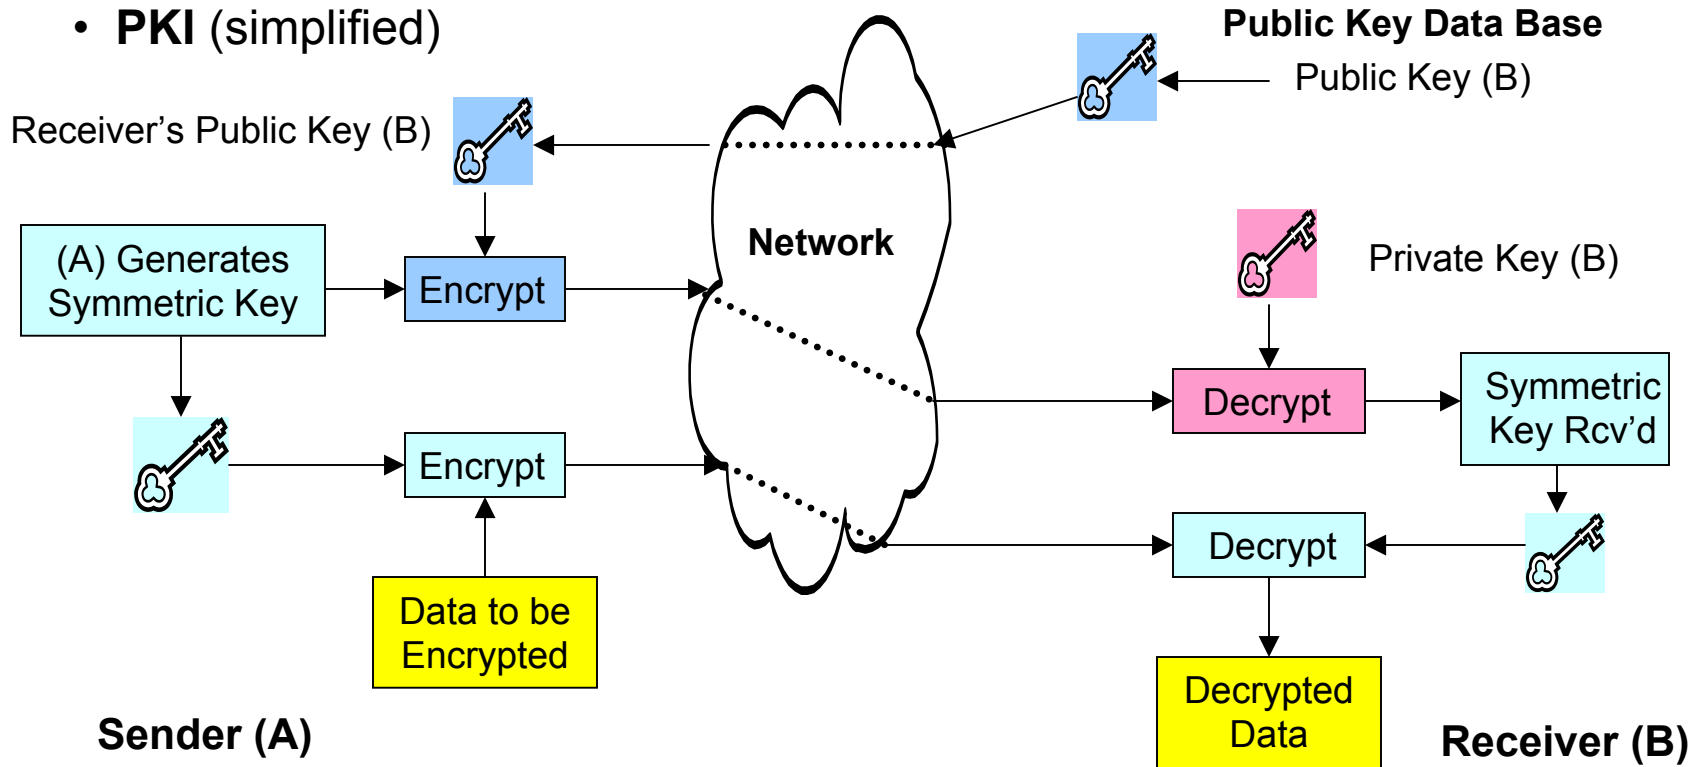 • PKI (simplified)
Public Key Data Base
Public Key (B)
Receiver’s Public Key (B)
(A) Generates
Symmetric Key
Encrypt
Network
Private Key (B)
Decrypt
Symmetric
Key Rcv’d
Encrypt
Decrypt
Data to be
Encrypted
Decrypted
Data
Sender (A)
Receiver (B)